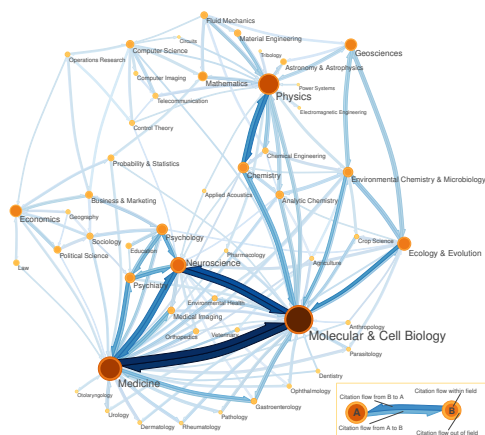 Fluid Mechanics
Circuits
Material Engineering
Computer Science
Geosciences
Tribology
Operations Research
Astronomy & Astrophysics
Computer Imaging
Mathematics
Power Systems
Physics
Telecommunication
Electromagnetic Engineering
Control Theory
Probability & Statistics
Chemical Engineering
Chemistry
Environmental Chemistry & Microbiology
Applied Acoustics
Analytic Chemistry
Business & Marketing
Economics
Geography
Psychology
Crop Science
Sociology
Education
Political Science
Pharmacology
Ecology & Evolution
Law
Neuroscience
Agriculture
Psychiatry
Environmental Health
Medical Imaging
Anthropology
Orthopedics
Veterinary
Molecular & Cell Biology
Parasitology
Medicine
Dentistry
Ophthalmology
Otolaryngology
Gastroenterology
Urology
Pathology
Dermatology
Rheumatology
Citation flow from B to A
Citation flow within field
A
B
Citation flow from A to B
Citation flow out of field